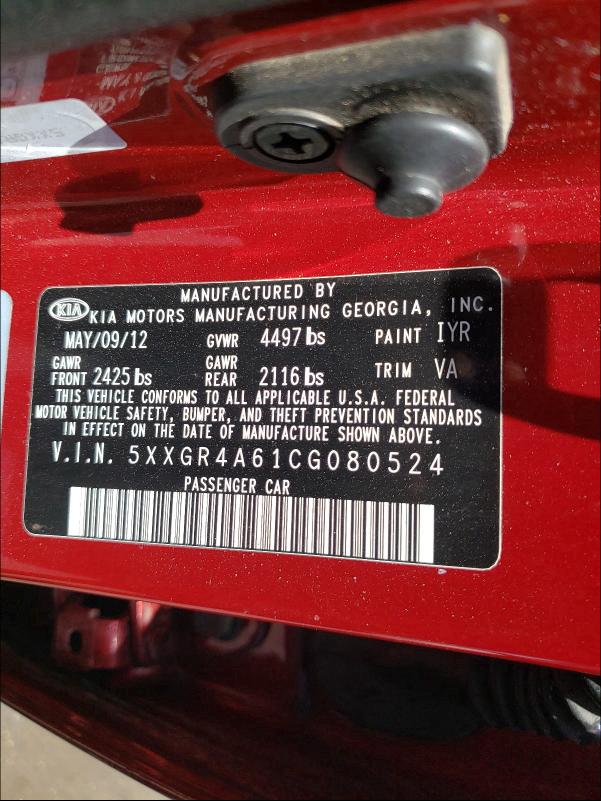 MANUFACTURED BY
KIA KIA MOTORS MANUFACTURING GEORGIA, INC.
MAY/09/12 GVWR 4497 lbs PAINT IYR
GAWR FRONT 2425 lbs GAWR REAR 2116 lbs TRIM VA
THIS VEHICLE CONFORMS TO ALL APPLICABLE U.S.A. FEDERAL
MOTOR VEHICLE SAFETY, BUMPER, AND THEFT PREVENTION STANDARDS
IN EFFECT ON THE DATE OF MANUFACTURE SHOWN ABOVE.
V.I.N. 5XXGR4A61CG080524
PASSENGER CAR